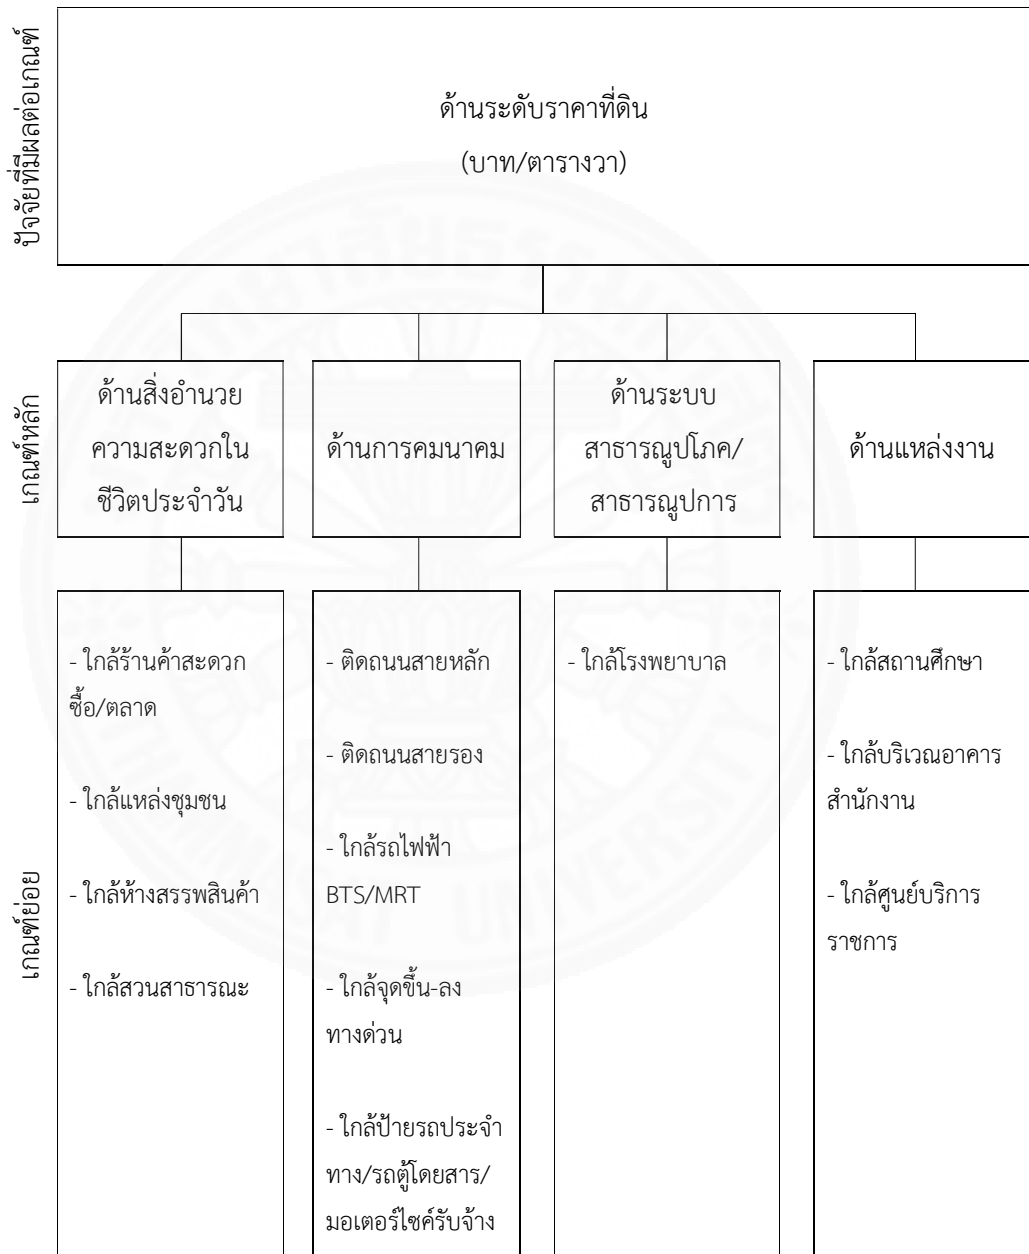 ปัจจัยที่มีผลต่อเกณฑ์
ด้านระดับราคาที่ดิน
(บาท/ตารางวา)
เกณฑ์หลัก
ด้านสิ่งอำนวย
ความสะดวกใน
ชีวิตประจำวัน
ด้านการคมนาคม
ด้านระบบ
สาธารณูปโภค/
สาธารณูปการ
ด้านแหล่งงาน
เกณฑ์ย่อย
- ใกล้ร้านค้าสะดวก
ซื้อ/ตลาด
- ใกล้แหล่งชุมชน
- ใกล้ห้างสรรพสินค้า
- ใกล้สวนสาธารณะ
- ติดถนนสายหลัก
- ติดถนนสายรอง
- ใกล้รถไฟฟ้า
BTS/MRT
- ใกล้จุดขึ้น-ลง
ทางด่วน
- ใกล้ป้ายรถประจำ
ทาง/รถตู้โดยสาร/
มอเตอร์ไซค์รับจ้าง
- ใกล้โรงพยาบาล
- ใกล้สถานศึกษา
- ใกล้บริเวณอาคาร
สำนักงาน
- ใกล้ศูนย์บริการ
ราชการ